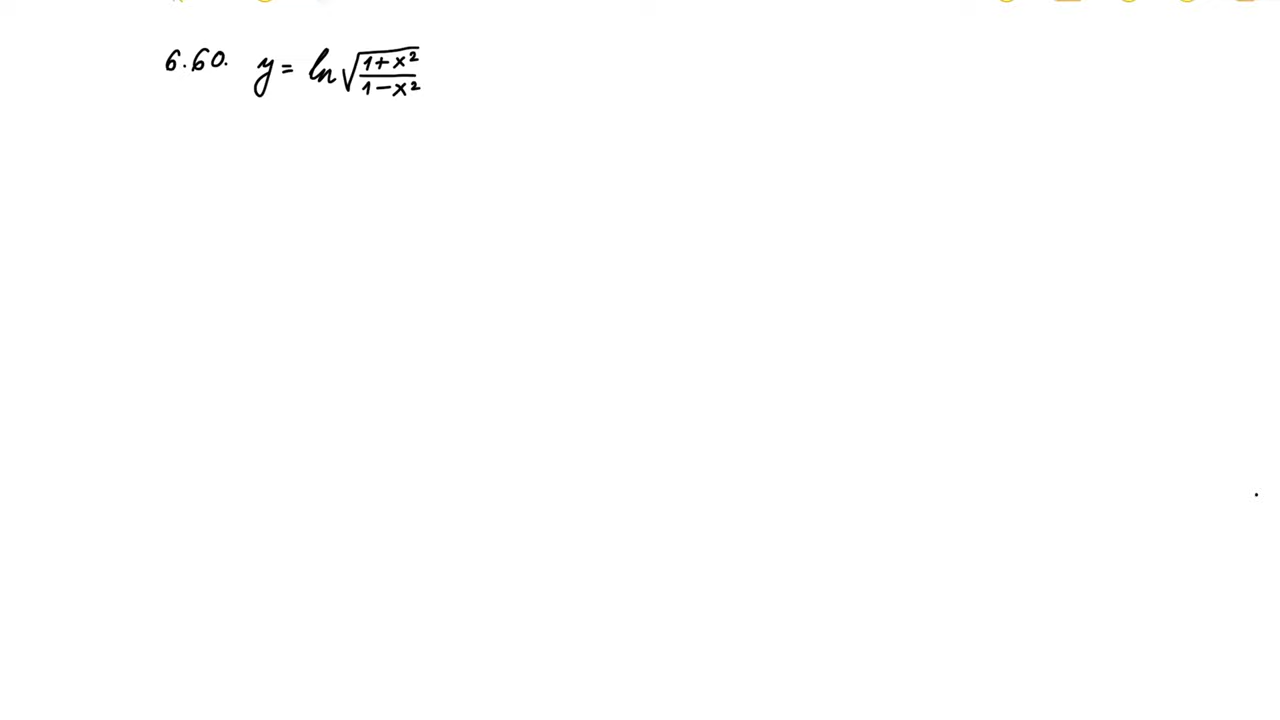 6.60. y = ln √((1+x²)/(1-x²))